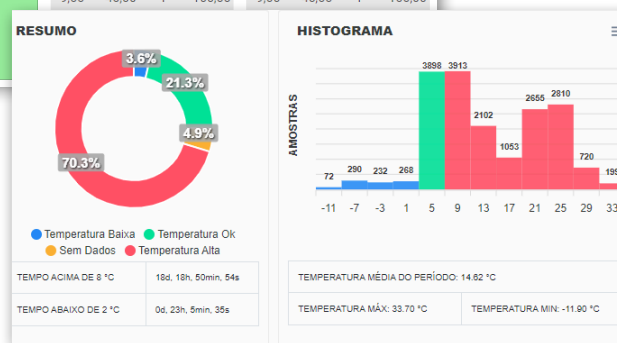 RESUMO
3.6%
21.3%
4.9%
70.3%
Temperatura Baixa Temperatura Ok
Sem Dados Temperatura Alta
TEMPO ACIMA DE 8 °C 18d, 18h, 50min, 54s
TEMPO ABAIXO DE 2 °C 0d, 23h, 5min, 35s
HISTOGRAMA
AMOSTRAS
72 290 232 268 3898 3913 2102 1053 2655 2810 720 199
-11 -7 -3 1 5 9 13 17 21 25 29 33
TEMPERATURA MÉDIA DO PERÍODO: 14.62 °C
TEMPERATURA MÁX: 33.70 °C TEMPERATURA MIN: -11.90 °C